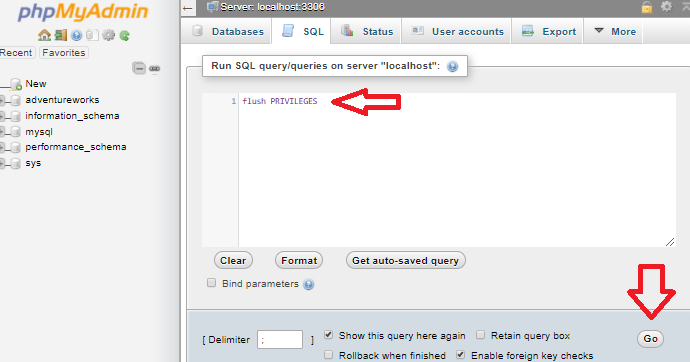 phpMyAdmin
Recent Favorites
New
adventureworks
information_schema
mysql
performance_schema
sys
Server: localhost:3306
Databases SQL Status User accounts Export More
Run SQL query/queries on server "localhost":
1 flush PRIVILEGES
Clear Format Get auto-saved query
Bind parameters
[ Delimiter ; ] Show this query here again Retain query box Go
Rollback when finished Enable foreign key checks